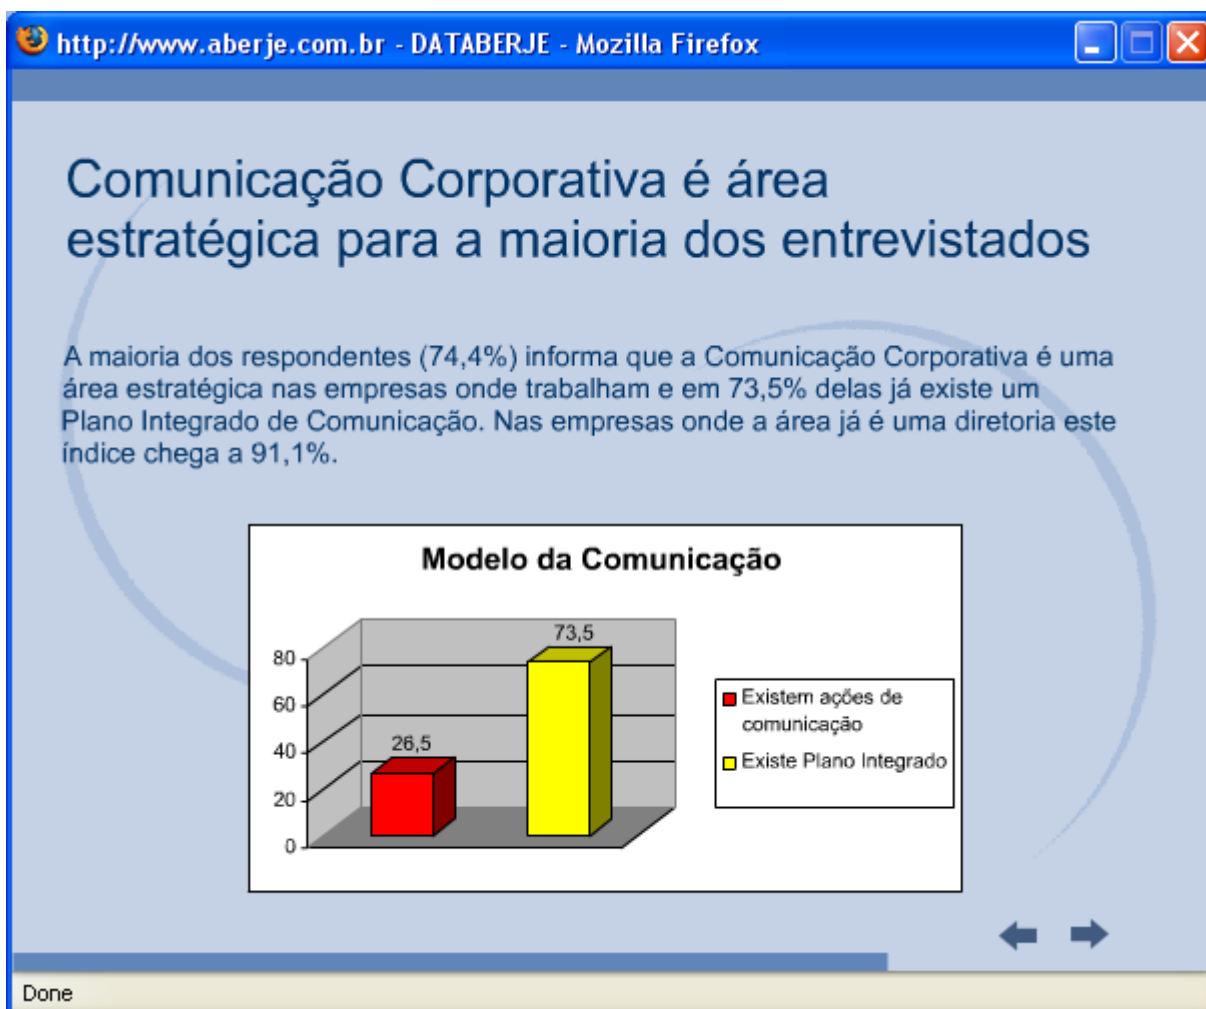 http://www.aberje.com.br - DATABERJE - Mozilla Firefox
Comunicação Corporativa é área
estratégica para a maioria dos entrevistados
A maioria dos respondentes (74,4%) informa que a Comunicação Corporativa é uma
área estratégica nas empresas onde trabalham e em 73,5% delas já existe um
Plano Integrado de Comunicação. Nas empresas onde a área já é uma diretoria este
índice chega a 91,1%.
Modelo da Comunicação
80
60
40
20
0
26,5
73,5
Existem ações de
comunicação
Existe Plano Integrado
Done